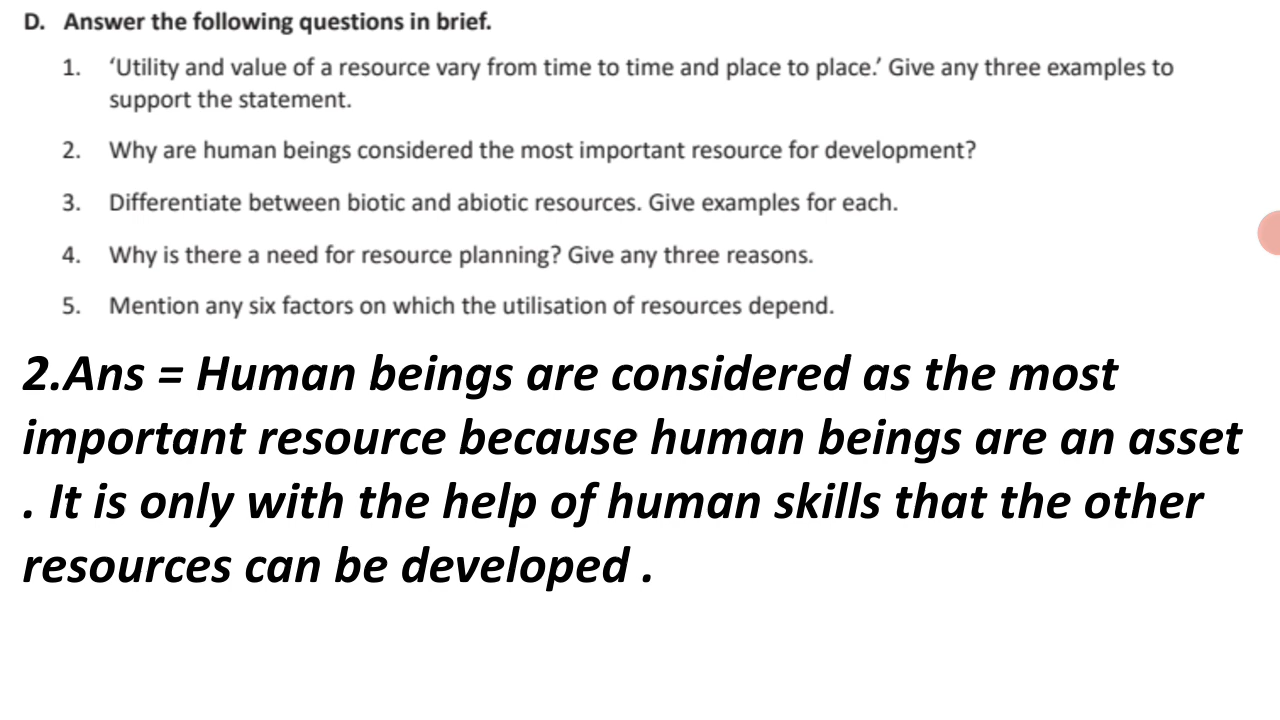 D. Answer the following questions in brief.
1. ‘Utility and value of a resource vary from time to time and place to place.’ Give any three examples to
support the statement.
2. Why are human beings considered the most important resource for development?
3. Differentiate between biotic and abiotic resources. Give examples for each.
4. Why is there a need for resource planning? Give any three reasons.
5. Mention any six factors on which the utilisation of resources depend.
2.Ans = Human beings are considered as the most
important resource because human beings are an asset
. It is only with the help of human skills that the other
resources can be developed .